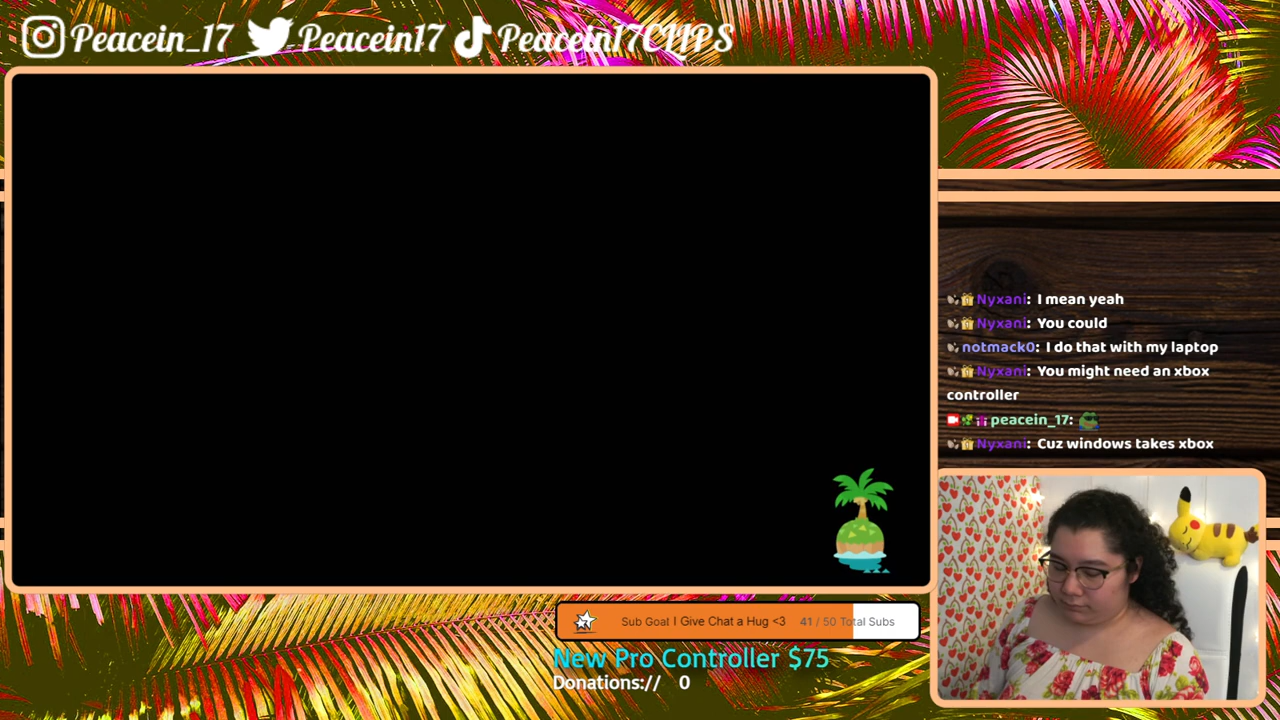 Peacein_17 Peacein17 Peacein17ClIPS
Nyxani: I mean yeah
Nyxani: You could
notmack0: I do that with my laptop
Nyxani: You might need an xbox
controller
peacein_17:
Nyxani: Cuz windows takes xbox
Sub Goal I Give Chat a Hug <3 41 / 50 Total Subs
New Pro Controller $75
Donations:// 0